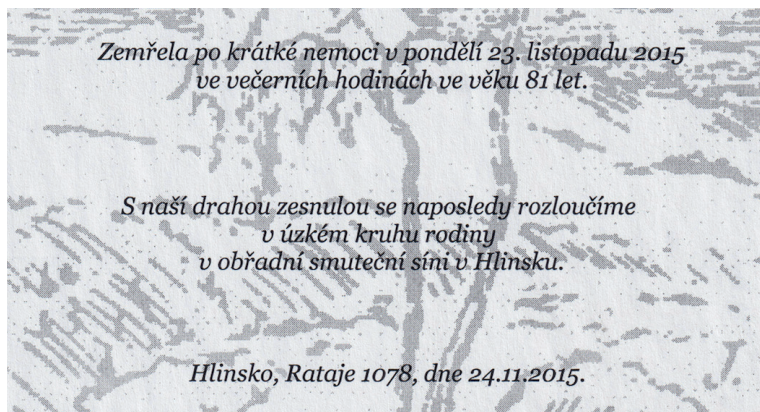 Zemřela po krátké nemoci v pondělí 23. listopadu 2015
ve večerních hodinách ve věku 81 let.
S naší drahou zesnulou se naposledy rozloučíme
v úzkém kruhu rodiny
v obřadní smuteční síni v Hlinsku.
Hlinsko, Rataje 1078, dne 24.11.2015.